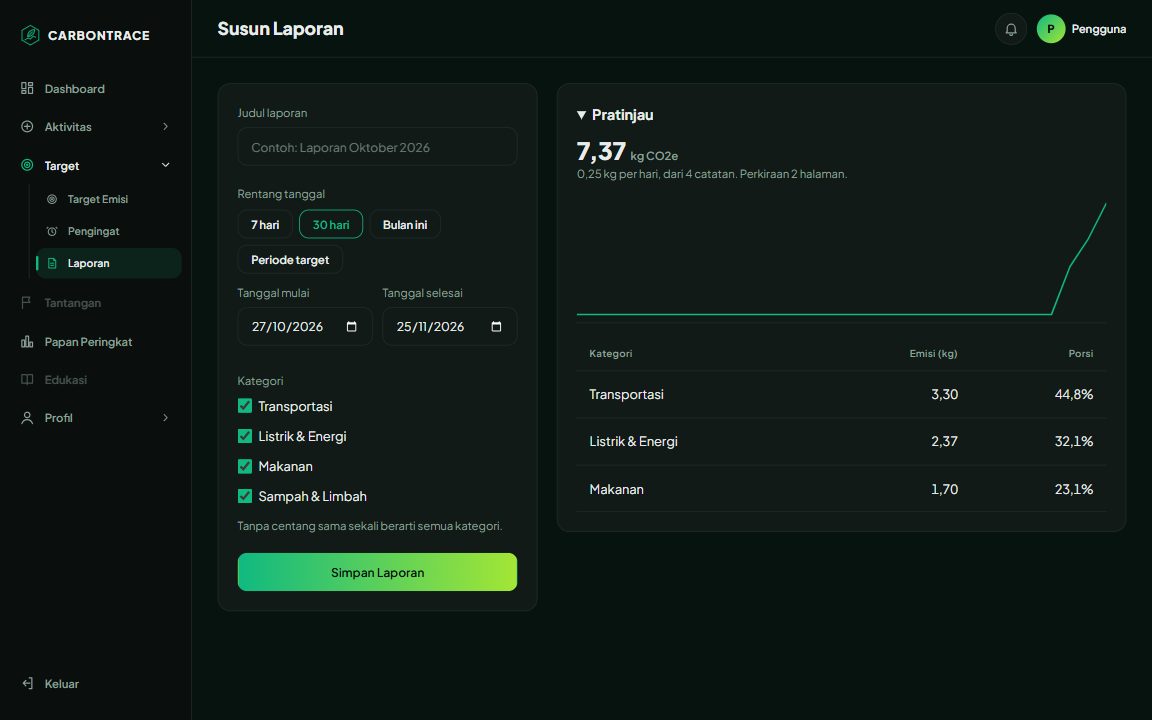 CARBONTRACE
Dashboard
Aktivitas
Target
Target Emisi
Pengingat
Laporan
Tantangan
Papan Peringkat
Edukasi
Profil
Keluar
Susun Laporan
P Pengguna
Judul laporan
Contoh: Laporan Oktober 2026
Rentang tanggal
7 hari 30 hari Bulan ini
Periode target
Tanggal mulai Tanggal selesai
27/10/2026 25/11/2026
Kategori
Transportasi
Listrik & Energi
Makanan
Sampah & Limbah
Tanpa centang sama sekali berarti semua kategori.
Simpan Laporan
Pratinjau
7,37 kg CO2e
0,25 kg per hari, dari 4 catatan. Perkiraan 2 halaman.
Kategori Emisi (kg) Porsi
Transportasi 3,30 44,8%
Listrik & Energi 2,37 32,1%
Makanan 1,70 23,1%